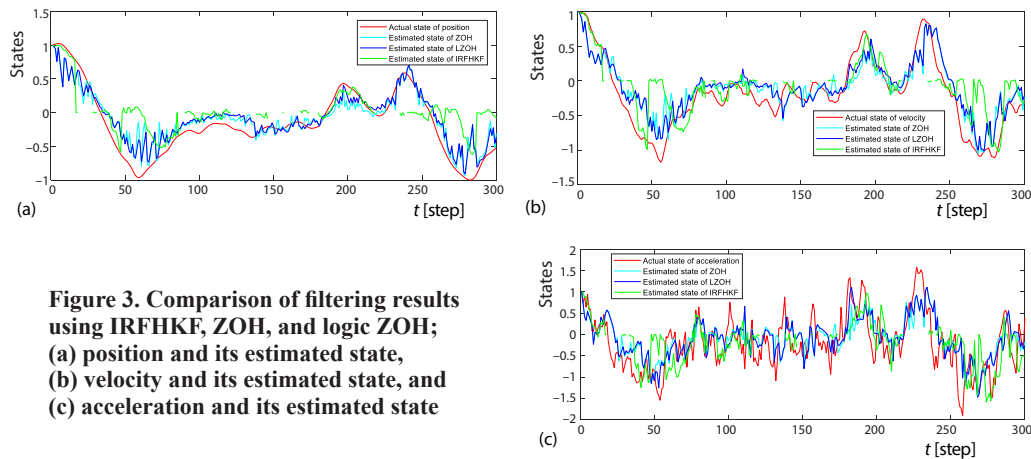 1.5
1
0.5
0
−0.5
−1
States
Actual state of position
Estimated state of ZOH
Estimated state of LZOH
Estimated state of IRFHKF
0 50 100 150 200 250 300
(a)
t [step]
1
0.5
0
−0.5
-1
−1.5
States
Actual state of velocity
Estimated state of ZOH
Estimated state of LZOH
Estimated state of IRFHKF
0 50 100 150 200 250 300
(b)
t [step]
Figure 3. Comparison of filtering results
using IRFHKF, ZOH, and logic ZOH;
(a) position and its estimated state,
(b) velocity and its estimated state, and
(c) acceleration and its estimated state
2
1.5
1
0.5
0
−0.5
−1
−1.5
−2
States
Actual state of acceleration
Estimated state of ZOH
Estimated state of LZOH
Estimated state of IRFHKF
0 50 100 150 200 250 300
(c)
t [step]